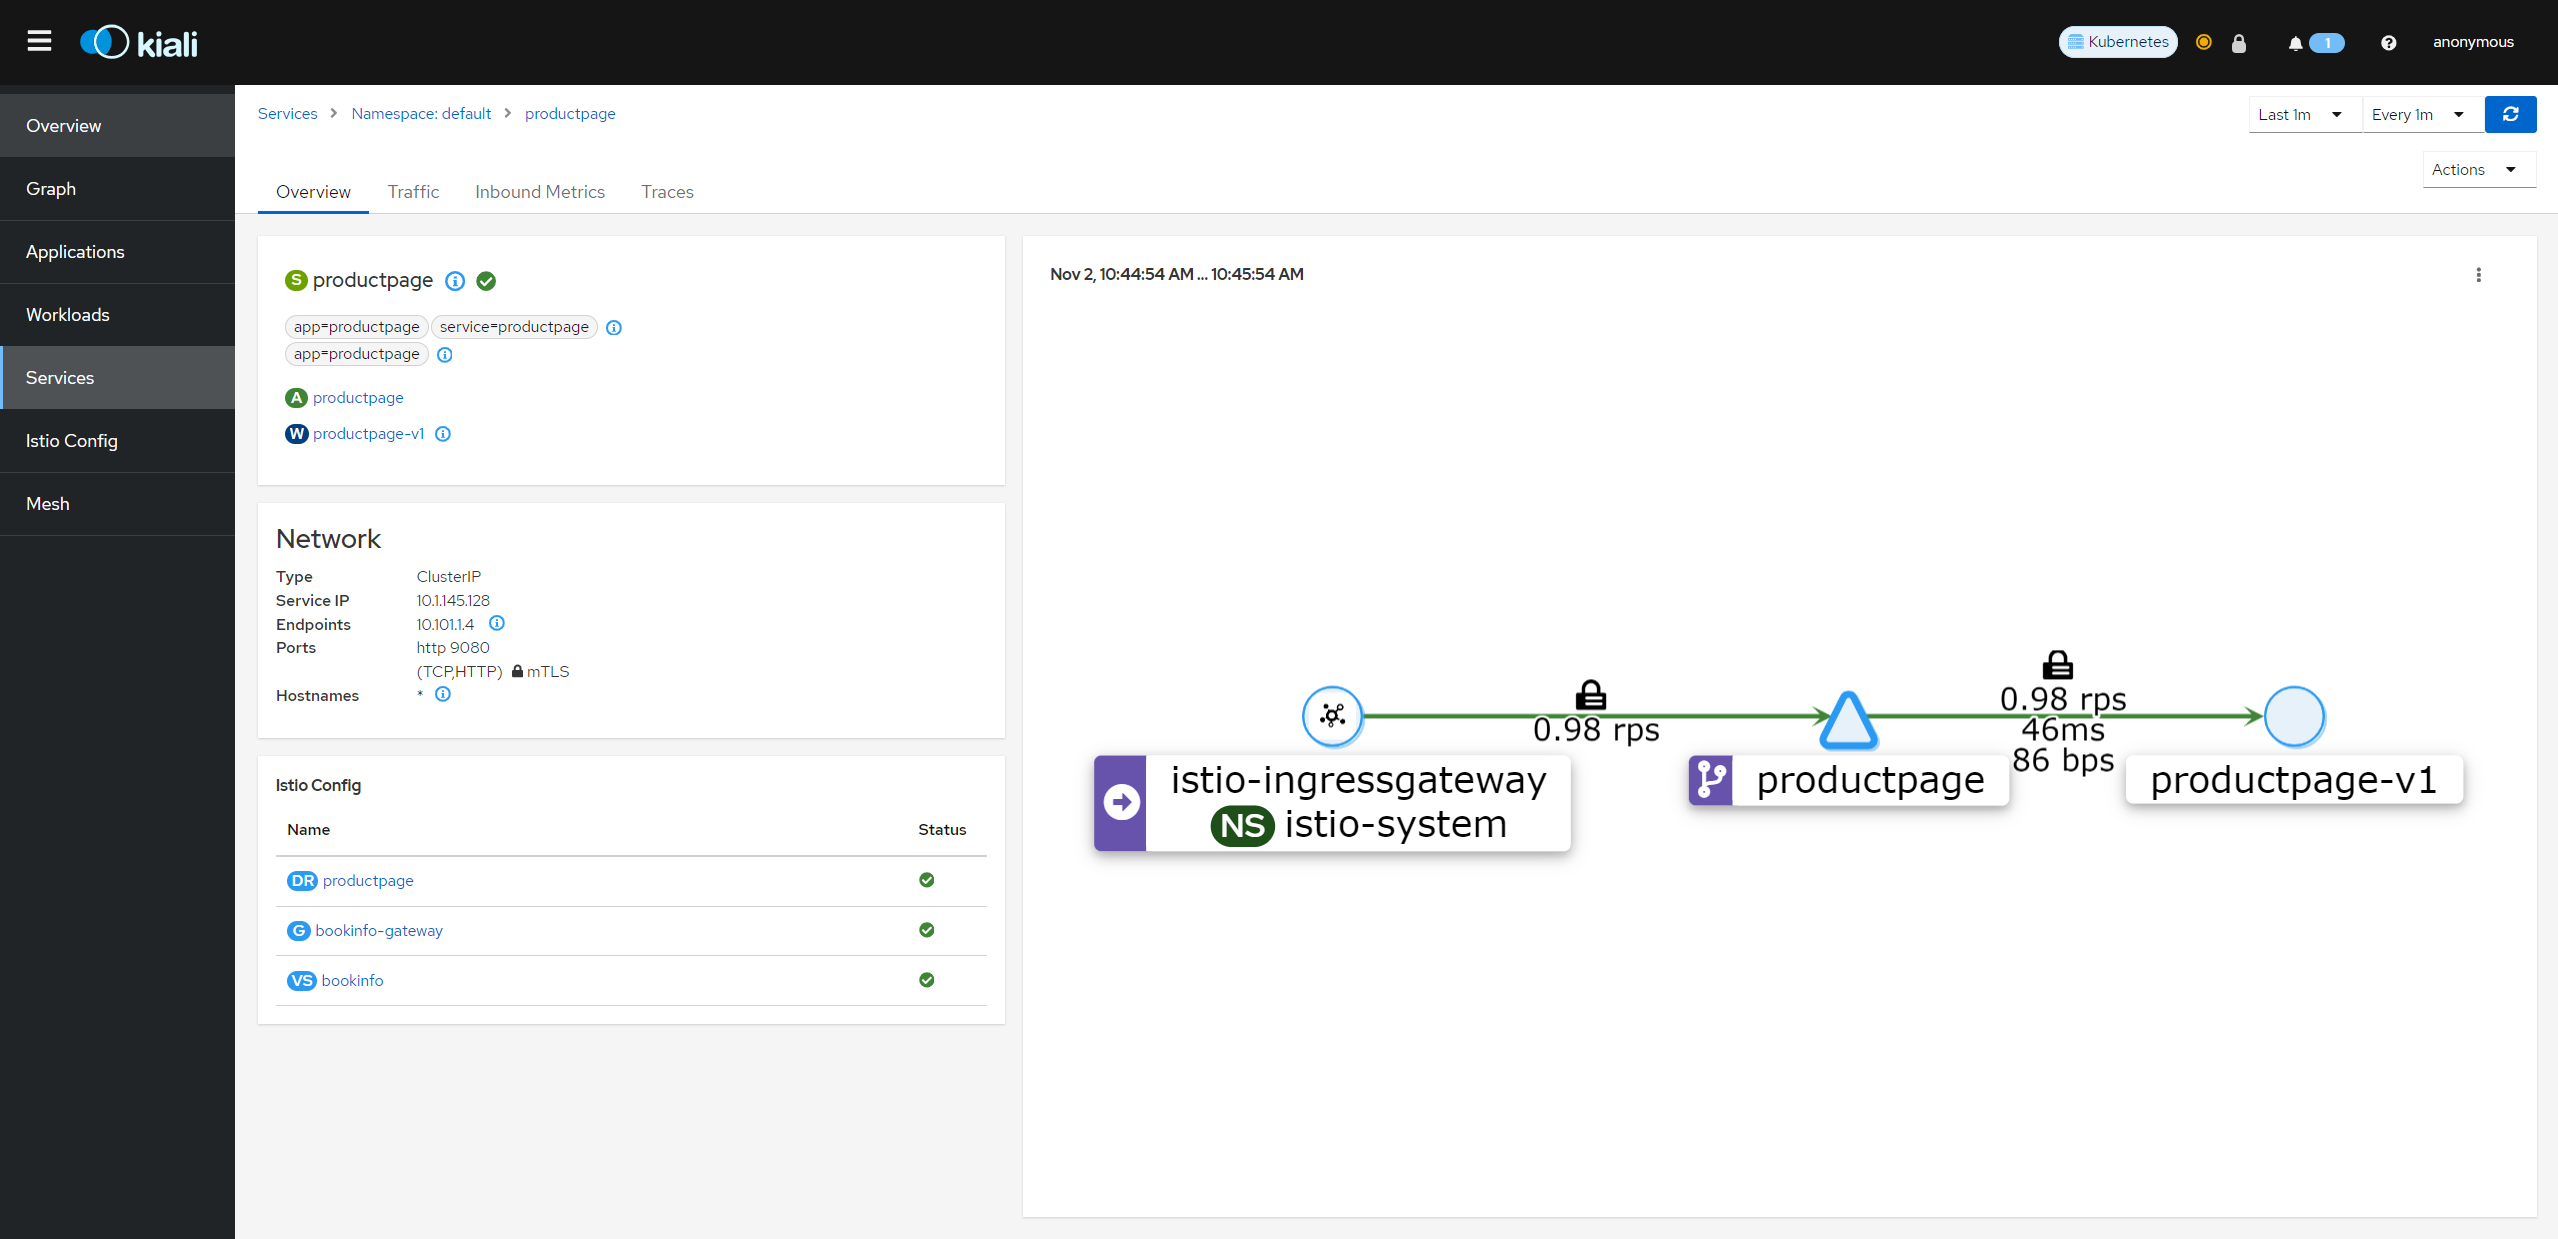 kiali
Kubernetes
1
anonymous
Overview
Graph
Applications
Workloads
Services
Istio Config
Mesh
Services > Namespace: default > productpage
Last 1m
Every 1m
Actions
Overview Traffic Inbound Metrics Traces
S productpage
app=productpage service=productpage
app=productpage
A productpage
W productpage-v1
Network
Type ClusterIP
Service IP 10.1.145.128
Endpoints 10.101.1.4
Ports http 9080
(TCP,HTTP) mTLS
Hostnames *
Istio Config
Name Status
DR productpage
G bookinfo-gateway
VS bookinfo
Nov 2, 10:44:54 AM ... 10:45:54 AM
0.98 rps
0.98 rps
46ms
86 bps
istio-ingressgateway
NS istio-system
productpage
productpage-v1